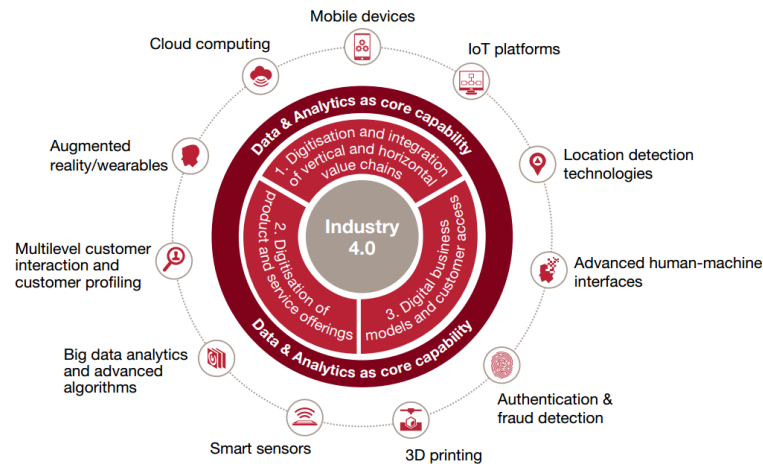 Mobile devices
Cloud computing
IoT platforms
Augmented
reality/wearables
Location detection
technologies
Multilevel customer
interaction and
customer profiling
Advanced human-machine
interfaces
Big data analytics
and advanced
algorithms
Authentication &
fraud detection
Smart sensors
3D printing
Data & Analytics as core capability
1. Digitisation and integration
of vertical and horizontal
value chains
2. Digitisation of
product and service offerings
3. Digital business
models and customer access
Industry
4.0
Data & Analytics as core capability